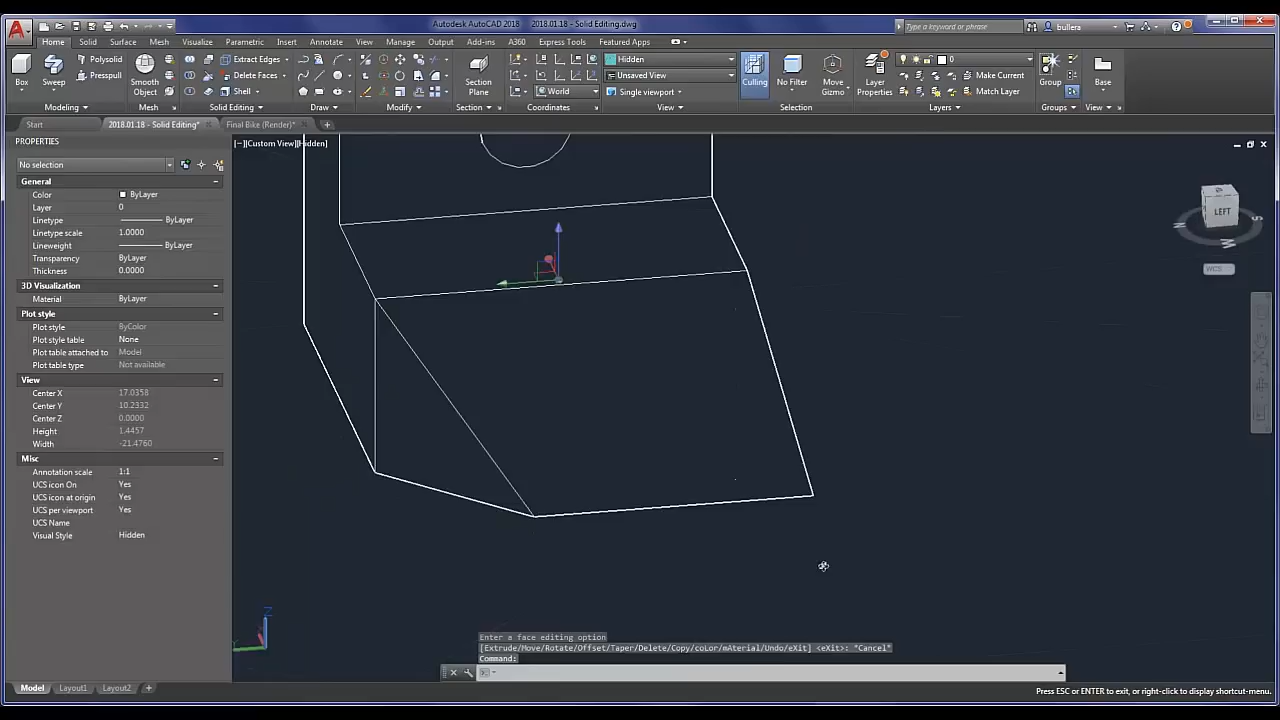 Autodesk AutoCAD 2018 2018.01.18 - Solid Editing.dwg
Type a keyword or phrase
bullera
Home Solid Surface Mesh Visualize Parametric Insert Annotate View Manage Output Add-ins A360 Express Tools Featured Apps
Box
Sweep
Polysolid
Presspull
Smooth Object
Extract Edges
Delete Faces
Shell
Section Plane
World
Hidden
Unsaved View
Single viewport
Culling
No Filter
Move Gizmo
Layer Properties
0
Make Current
Match Layer
Group
Base
Modeling Mesh Solid Editing Draw Modify Section Coordinates View Selection Layers Groups View
Start 2018.01.18 - Solid Editing* Final Bike (Render)*
PROPERTIES
[−][Custom View][Hidden]
No selection
General
Color ByLayer
Layer 0
Linetype ByLayer
Linetype scale 1.0000
Lineweight ByLayer
Transparency ByLayer
Thickness 0.0000
3D Visualization
Material ByLayer
Plot style
Plot style ByColor
Plot style table None
Plot table attached to Model
Plot table type Not available
View
Center X 17.0358
Center Y 10.2332
Center Z 0.0000
Height 1.4457
Width -21.4760
Misc
Annotation scale 1:1
UCS icon On Yes
UCS icon at origin Yes
UCS per viewport Yes
UCS Name
Visual Style Hidden
LEFT
N
W
WCS
Z
Enter a face editing option
[Extrude/Move/Rotate/Offset/Taper/Delete/Copy/coLor/mAterial/Undo/eXit] <eXit>: *Cancel*
Command:
Model Layout1 Layout2
Press ESC or ENTER to exit, or right-click to display shortcut-menu.